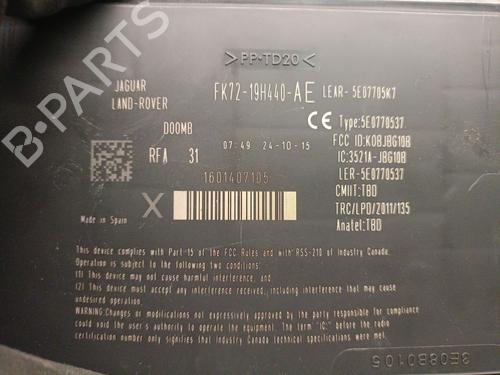 >PP-TD20<
JAGUAR
LAND-ROVER
FK72-19H440-AE
LEAR- 5E07705K7
D00MB
CE Type:5E0770537
07:49 24-10-15
FCC ID:KOBJBG10B
RFA 31
IC:3521A-JBG10B
1601407105
LER-5E0770537
X
CMIIT:TBD
Made in Spain
TRC/LPD/2011/135
Anatel:TBD
This device complies with Part-15 of the FCC Rules and with RSS-210 of Industry Canada.
Operation is subject to the following two conditions:
(1) This device may not cause harmful interference, and
(2) This device must accept any interference received, including interference that may
cause undesired operation.
WARNING:Changes or modifications not expressively approved by the party responsible for compliance
could void the user's authority to operate the equipment. The term "IC:" before the radio
certification number only signifies that Industry Canada technical specifications were met.
3E0880105
B-PARTS